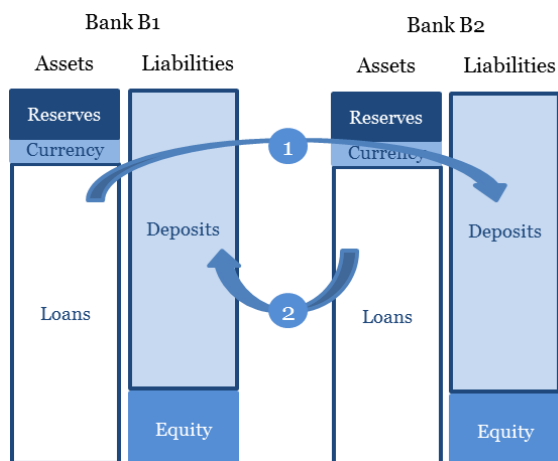 Bank B1
Bank B2
Assets
Liabilities
Assets
Liabilities
Reserves
Currency
Deposits
Loans
Equity
Reserves
Currency
Deposits
Loans
Equity
1
2